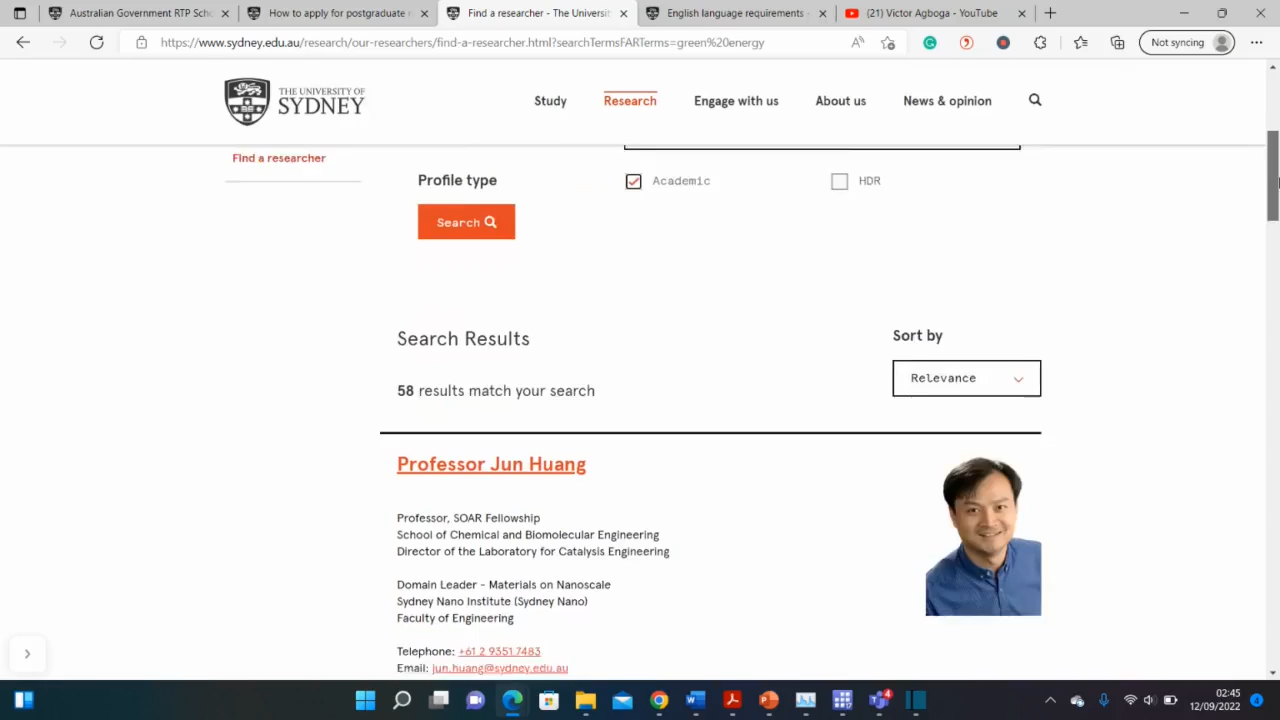 Australian Government RTP Scho
How to apply for postgraduate r
Find a researcher - The Universit
English language requirements -
(21) Victor Agboga - YouTube
https://www.sydney.edu.au/research/our-researchers/find-a-researcher.html?searchTermsFARTerms=green%20energy
Not syncing
THE UNIVERSITY OF
SYDNEY
Study
Research
Engage with us
About us
News & opinion
Find a researcher
Profile type
Academic
HDR
Search
Search Results
Sort by
Relevance
58 results match your search
Professor Jun Huang
Professor, SOAR Fellowship
School of Chemical and Biomolecular Engineering
Director of the Laboratory for Catalysis Engineering
Domain Leader - Materials on Nanoscale
Sydney Nano Institute (Sydney Nano)
Faculty of Engineering
Telephone: +61 2 9351 7483
Email: jun.huang@sydney.edu.au
4
02:45
12/09/2022